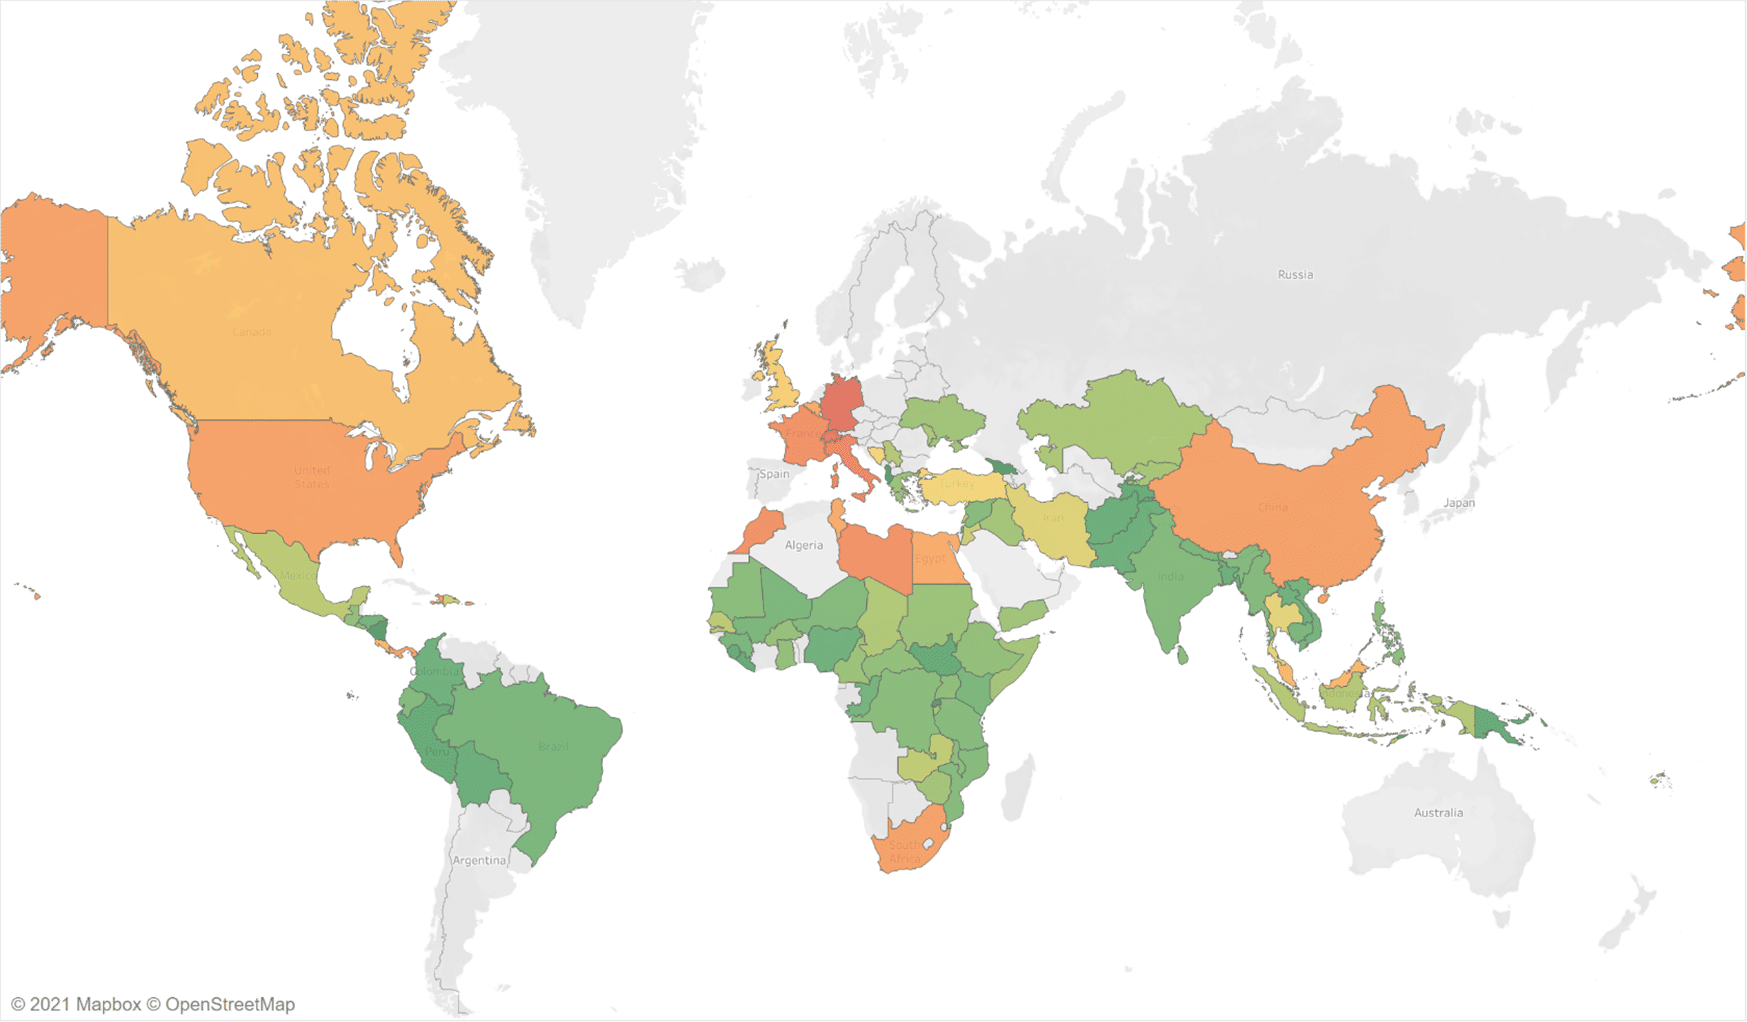 Russia
Canada
United
States
France
Spain
Turkey
Japan
China
Iran
Algeria
Egypt
Mexico
India
Colombia
Indonesia
Brazil
Peru
Australia
South
Africa
Argentina
© 2021 Mapbox © OpenStreetMap